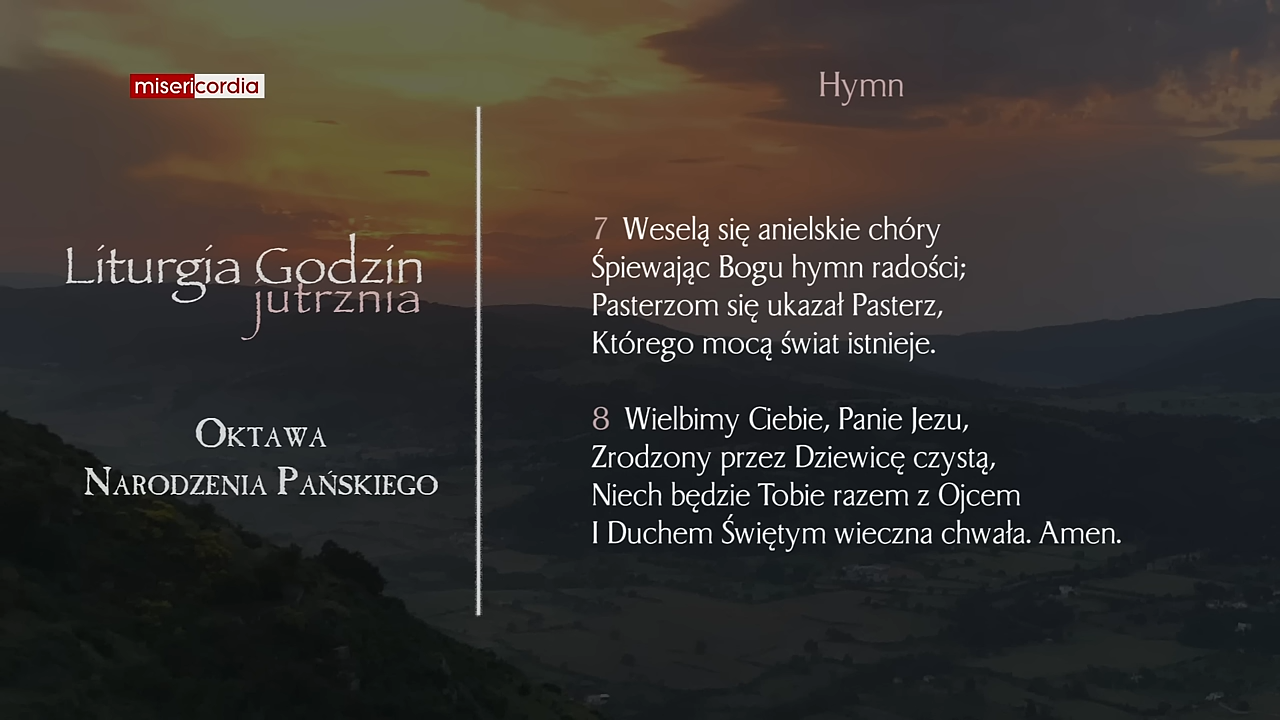 misericordia
Liturgia Godzin
jutrznia
Oktawa
Narodzenia Pańskiego
Hymn
7 Weselą się anielskie chóry
Śpiewając Bogu hymn radości;
Pasterzom się ukazał Pasterz,
Którego mocą świat istnieje.
8 Wielbimy Ciebie, Panie Jezu,
Zrodzony przez Dziewicę czystą,
Niech będzie Tobie razem z Ojcem
I Duchem Świętym wieczna chwała. Amen.